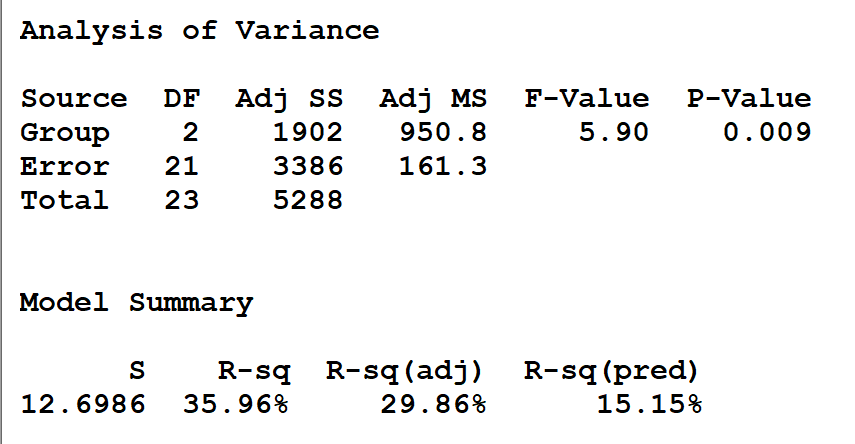 Analysis of Variance
Source DF Adj SS Adj MS F-Value P-Value
Group 2 1902 950.8 5.90 0.009
Error 21 3386 161.3
Total 23 5288
Model Summary
S R-sq R-sq(adj) R-sq(pred)
12.6986 35.96% 29.86% 15.15%